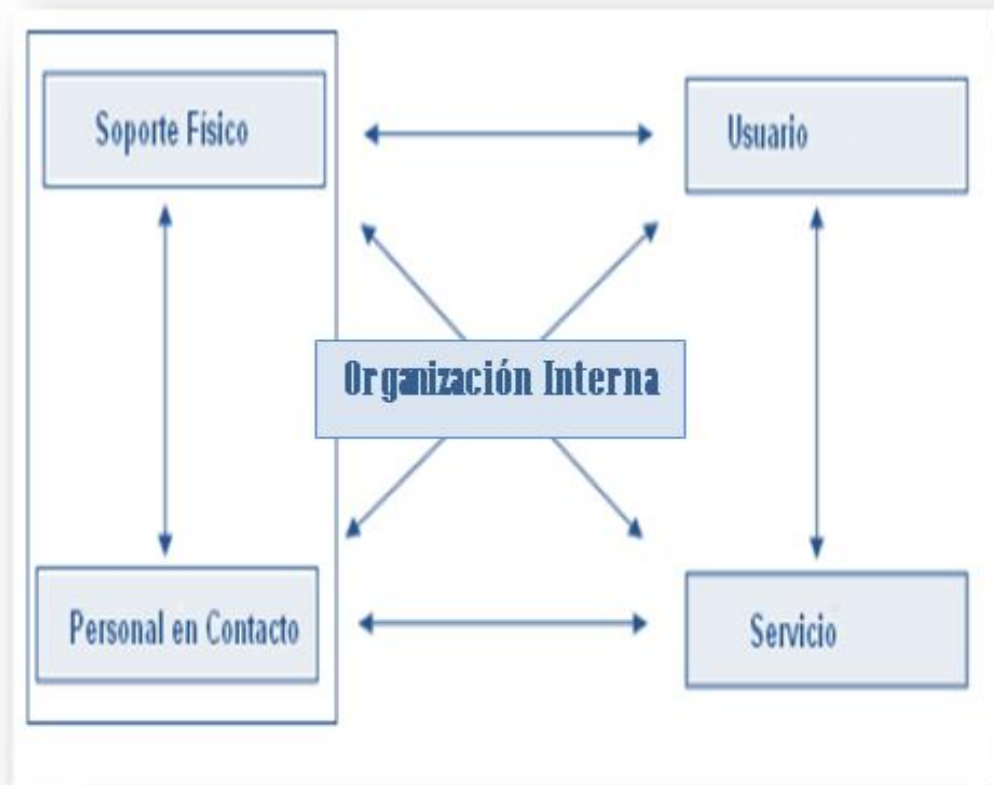 Soporte Físico
Usuario
Organización Interna
Personal en Contacto
Servicio